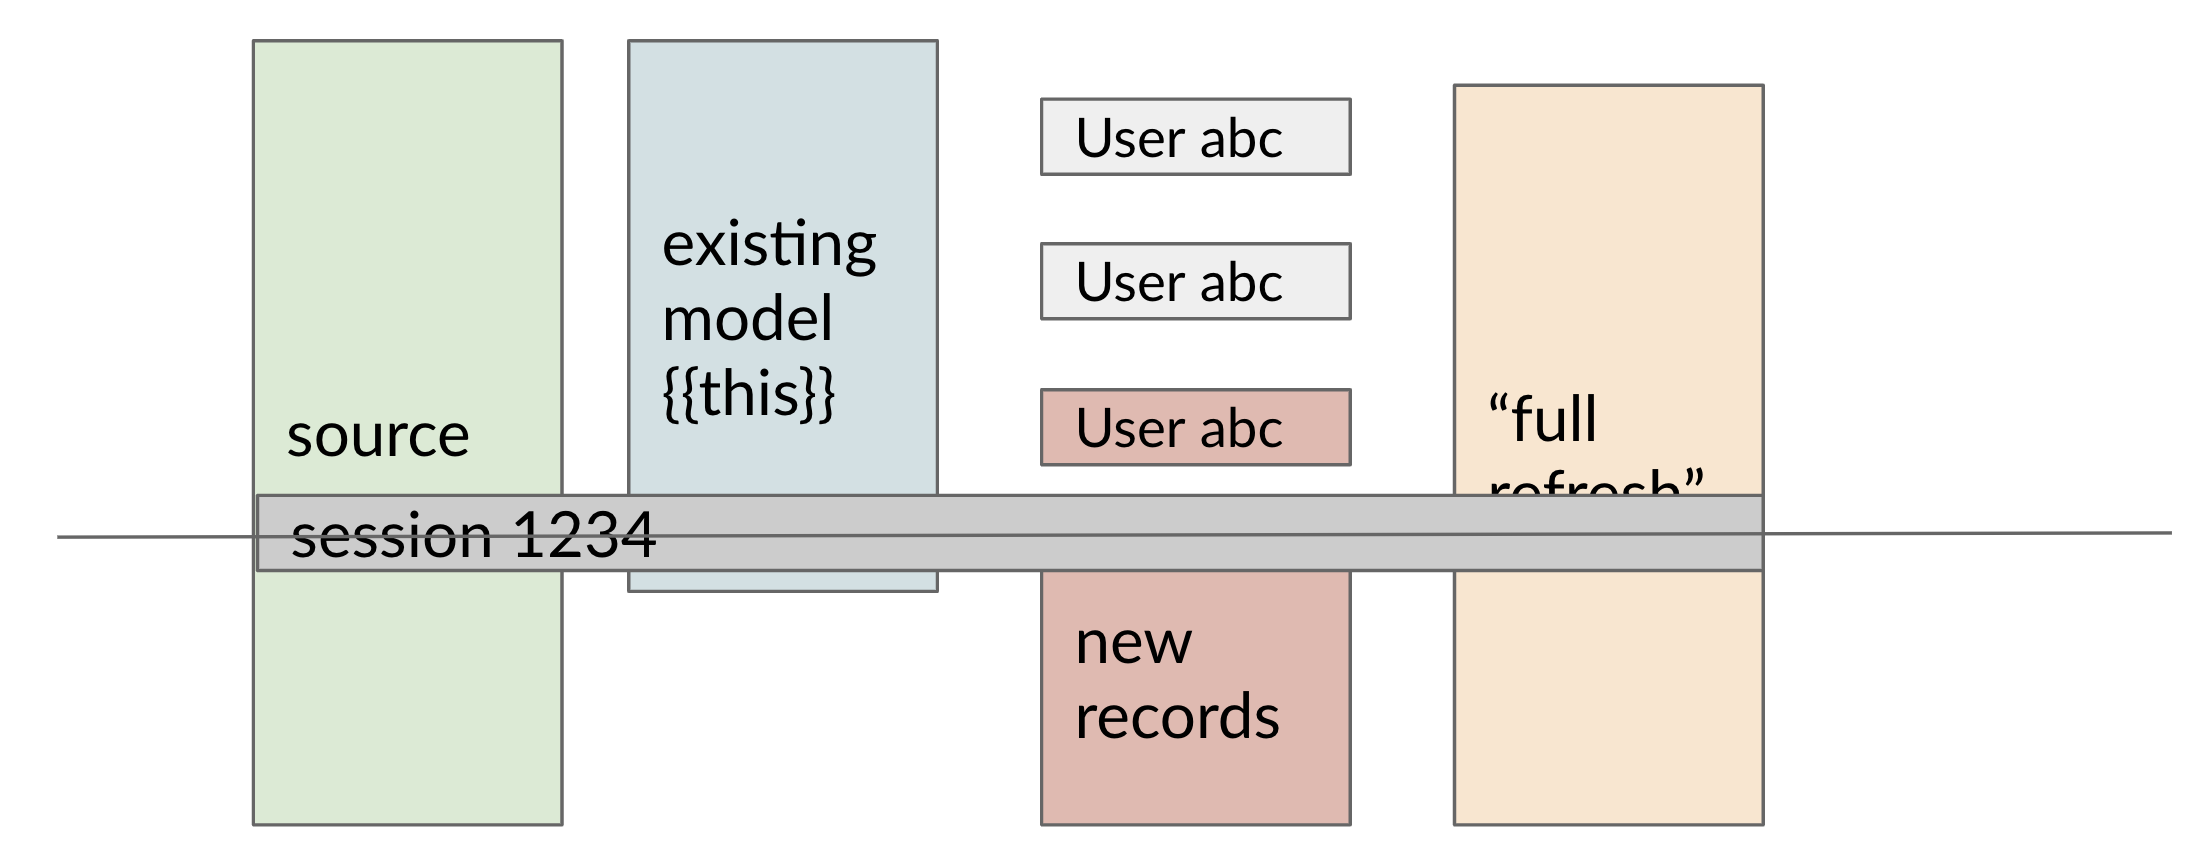 source
existing
model
{{this}}
User abc
User abc
User abc
“full
refresh”
session 1234
new
records